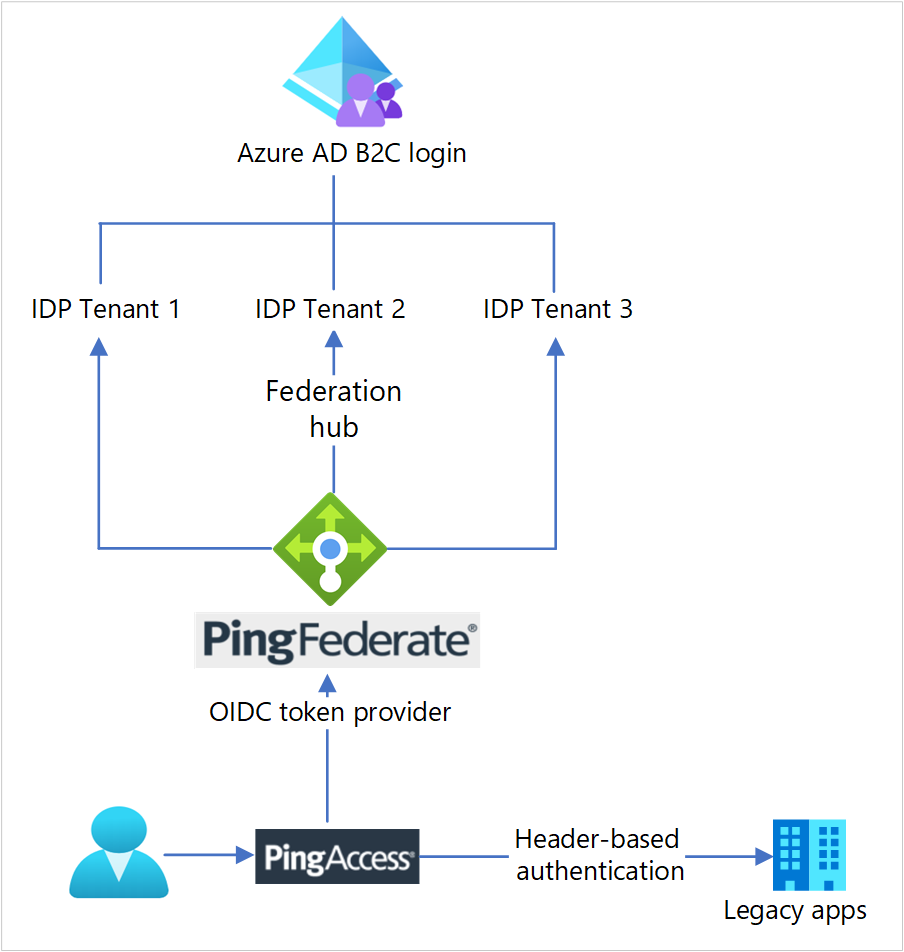 Azure AD B2C login
IDP Tenant 1
IDP Tenant 2
IDP Tenant 3
Federation
hub
PingFederate®
OIDC token provider
PingAccess®
Header-based
authentication
Legacy apps